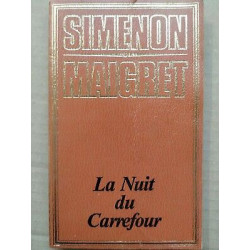 SIMENON
MAIGRET
La Nuit
du
Carrefour